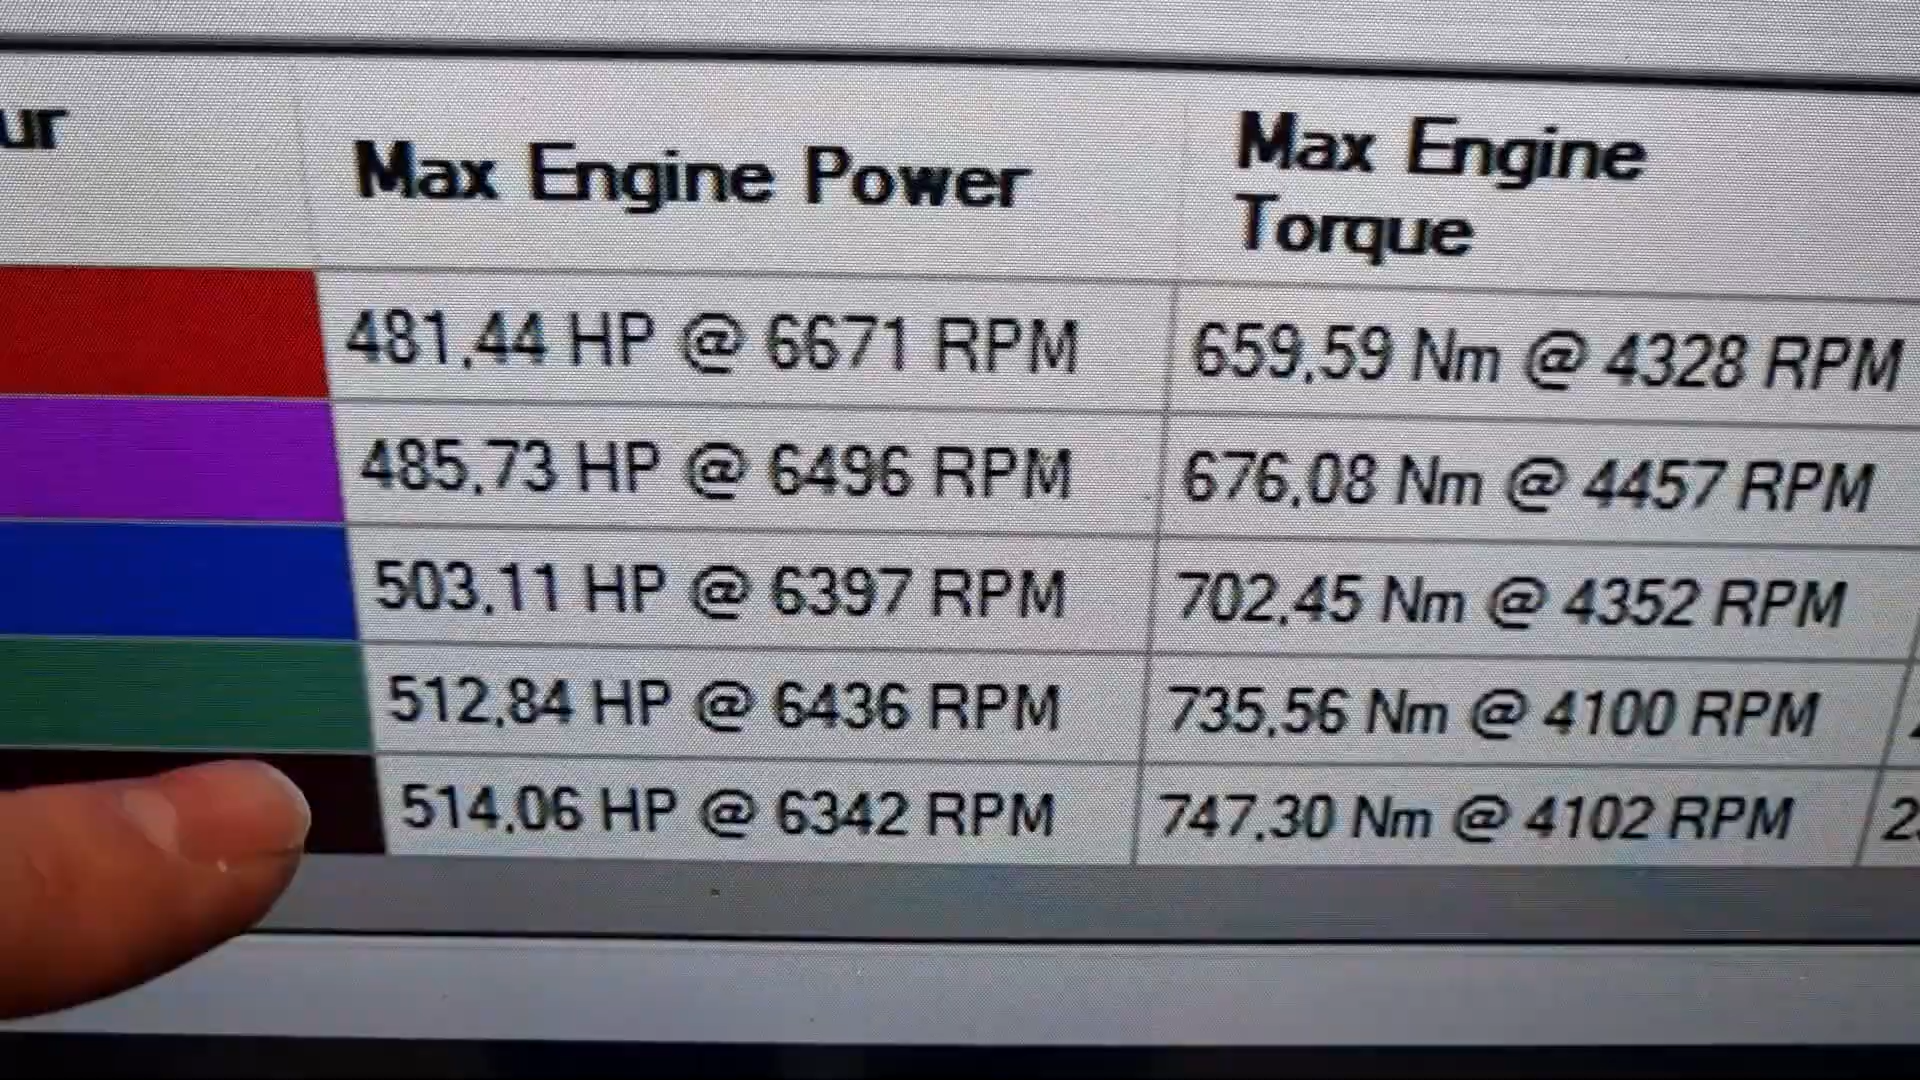 ur
Max Engine Power
Max Engine
Torque
481,44 HP @ 6671 RPM
659,59 Nm @ 4328 RPM
485,73 HP @ 6496 RPM
676,08 Nm @ 4457 RPM
503,11 HP @ 6397 RPM
702,45 Nm @ 4352 RPM
512,84 HP @ 6436 RPM
735,56 Nm @ 4100 RPM
514,06 HP @ 6342 RPM
747,30 Nm @ 4102 RPM